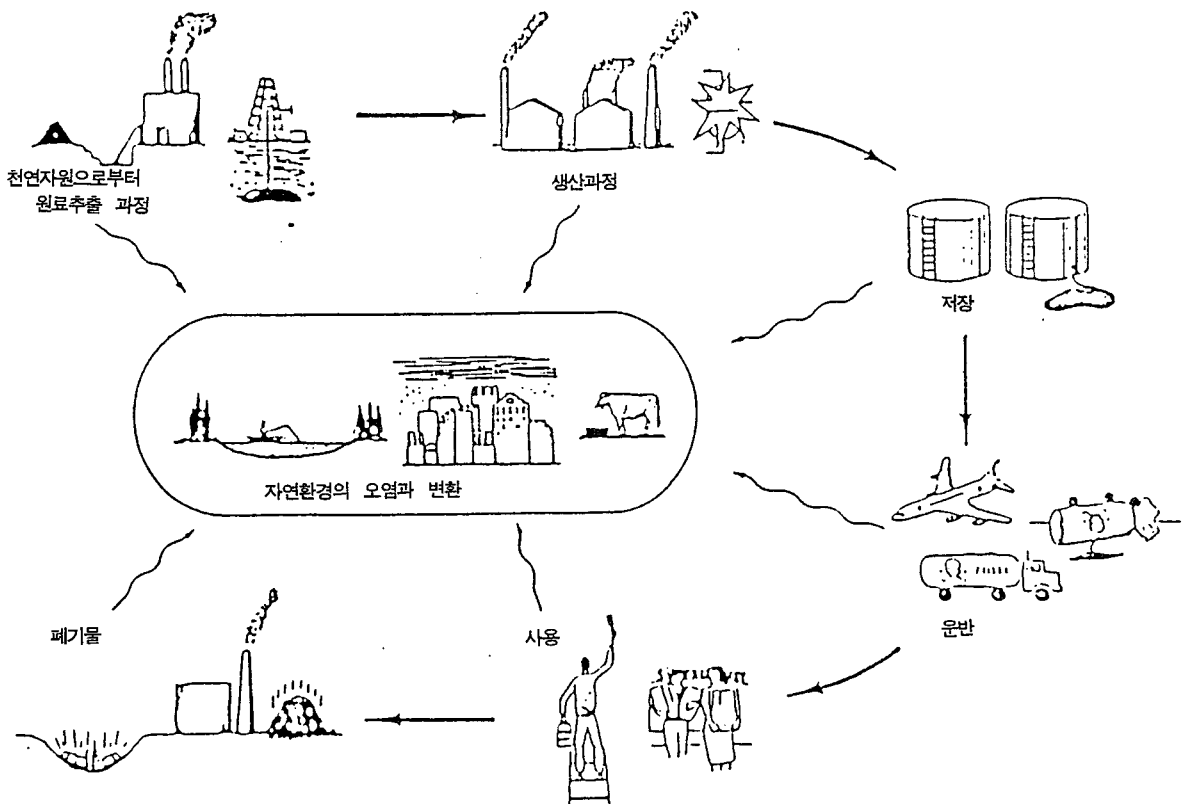 천연자원으로부터
원료추출 과정
생산과정
저장
자연환경의 오염과 변환
운반
폐기물
사용